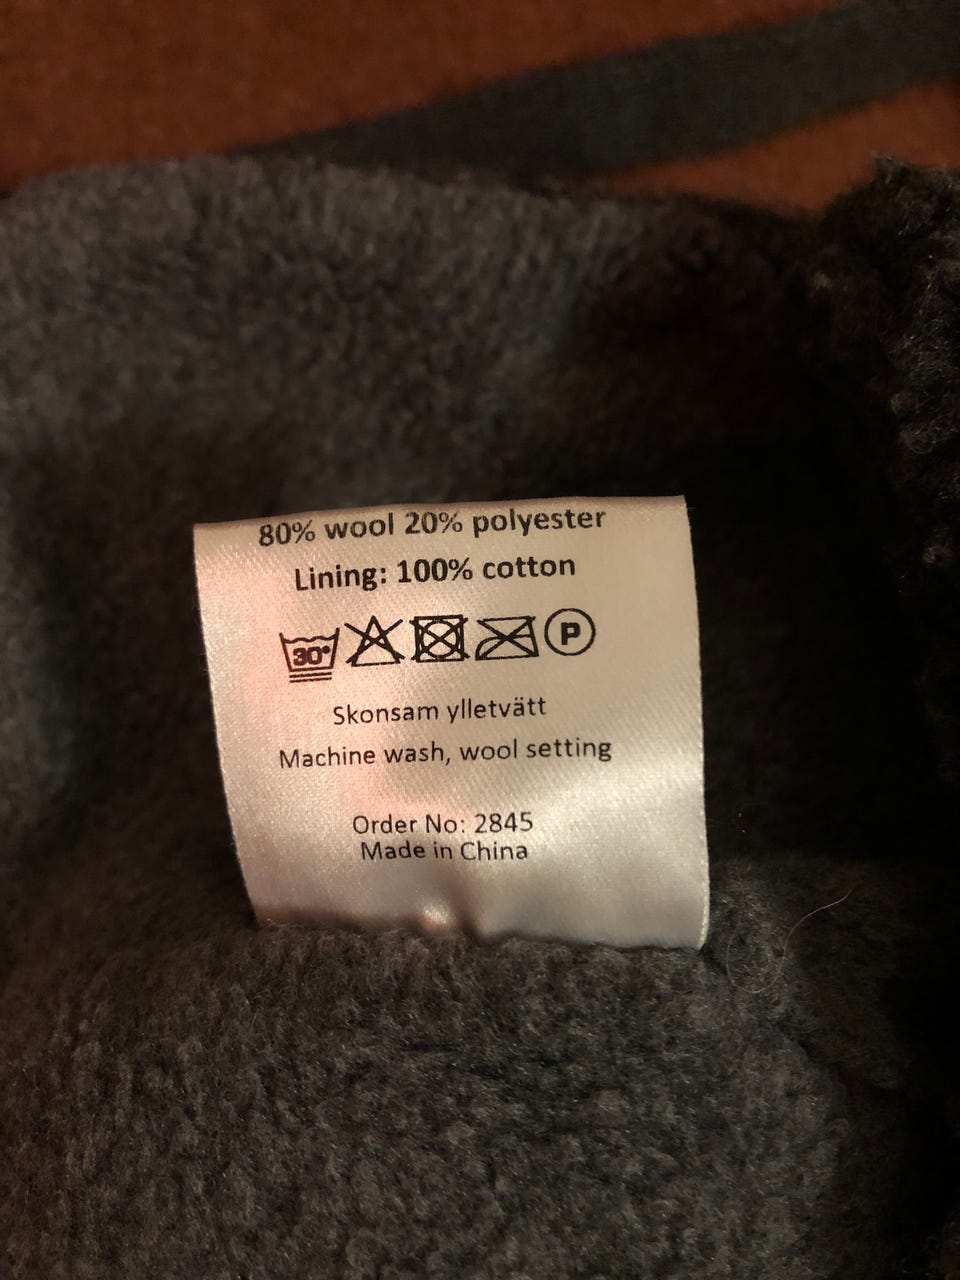 80% wool 20% polyester
Lining: 100% cotton
30° P
Skonsam ylletvätt
Machine wash, wool setting
Order No: 2845
Made in China